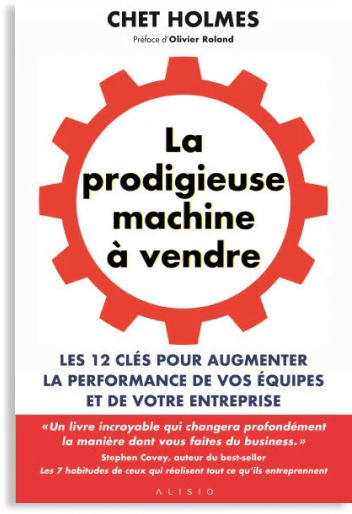 CHET HOLMES
Préface d'Olivier Roland
La
prodigieuse
machine
à vendre
LES 12 CLÉS POUR AUGMENTER
LA PERFORMANCE DE VOS ÉQUIPES
ET DE VOTRE ENTREPRISE
«Un livre incroyable qui changera profondément
la manière dont vous faites du business.»
Stephen Covey, auteur du best-seller
Les 7 habitudes de ceux qui réalisent tout ce qu'ils entreprennent
ALISIO